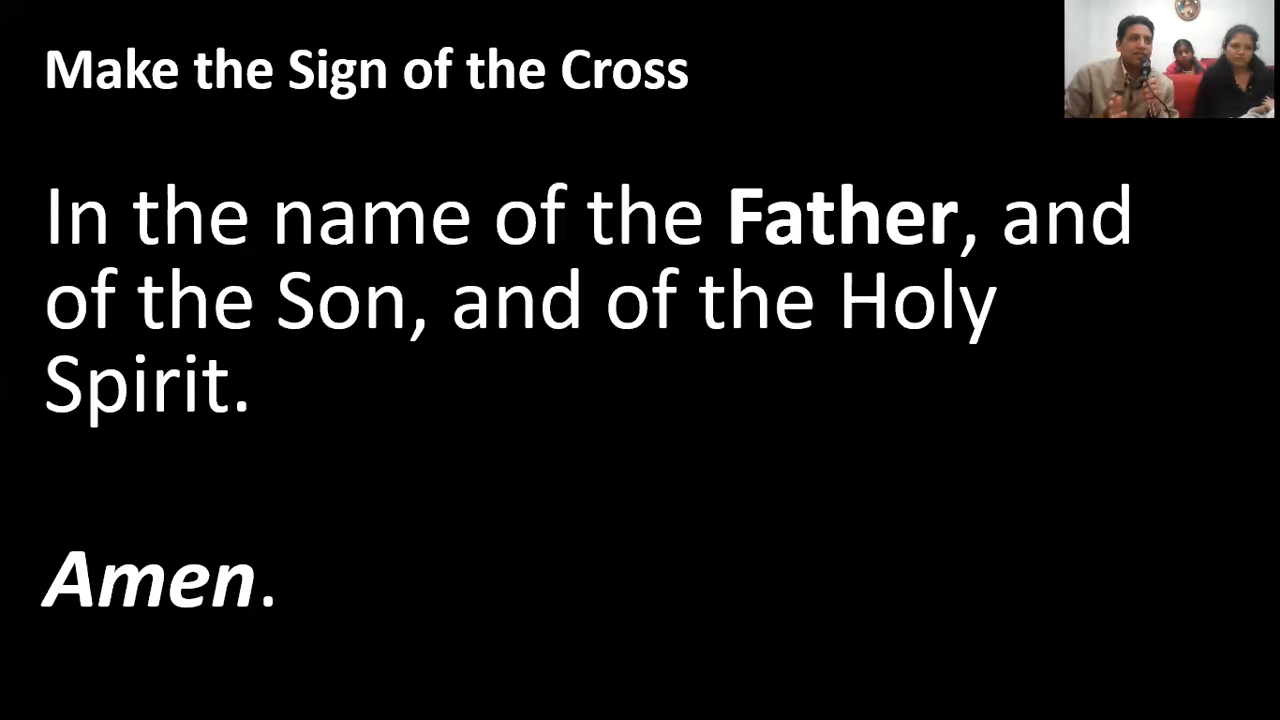 Make the Sign of the Cross
In the name of the Father, and
of the Son, and of the Holy
Spirit.
Amen.